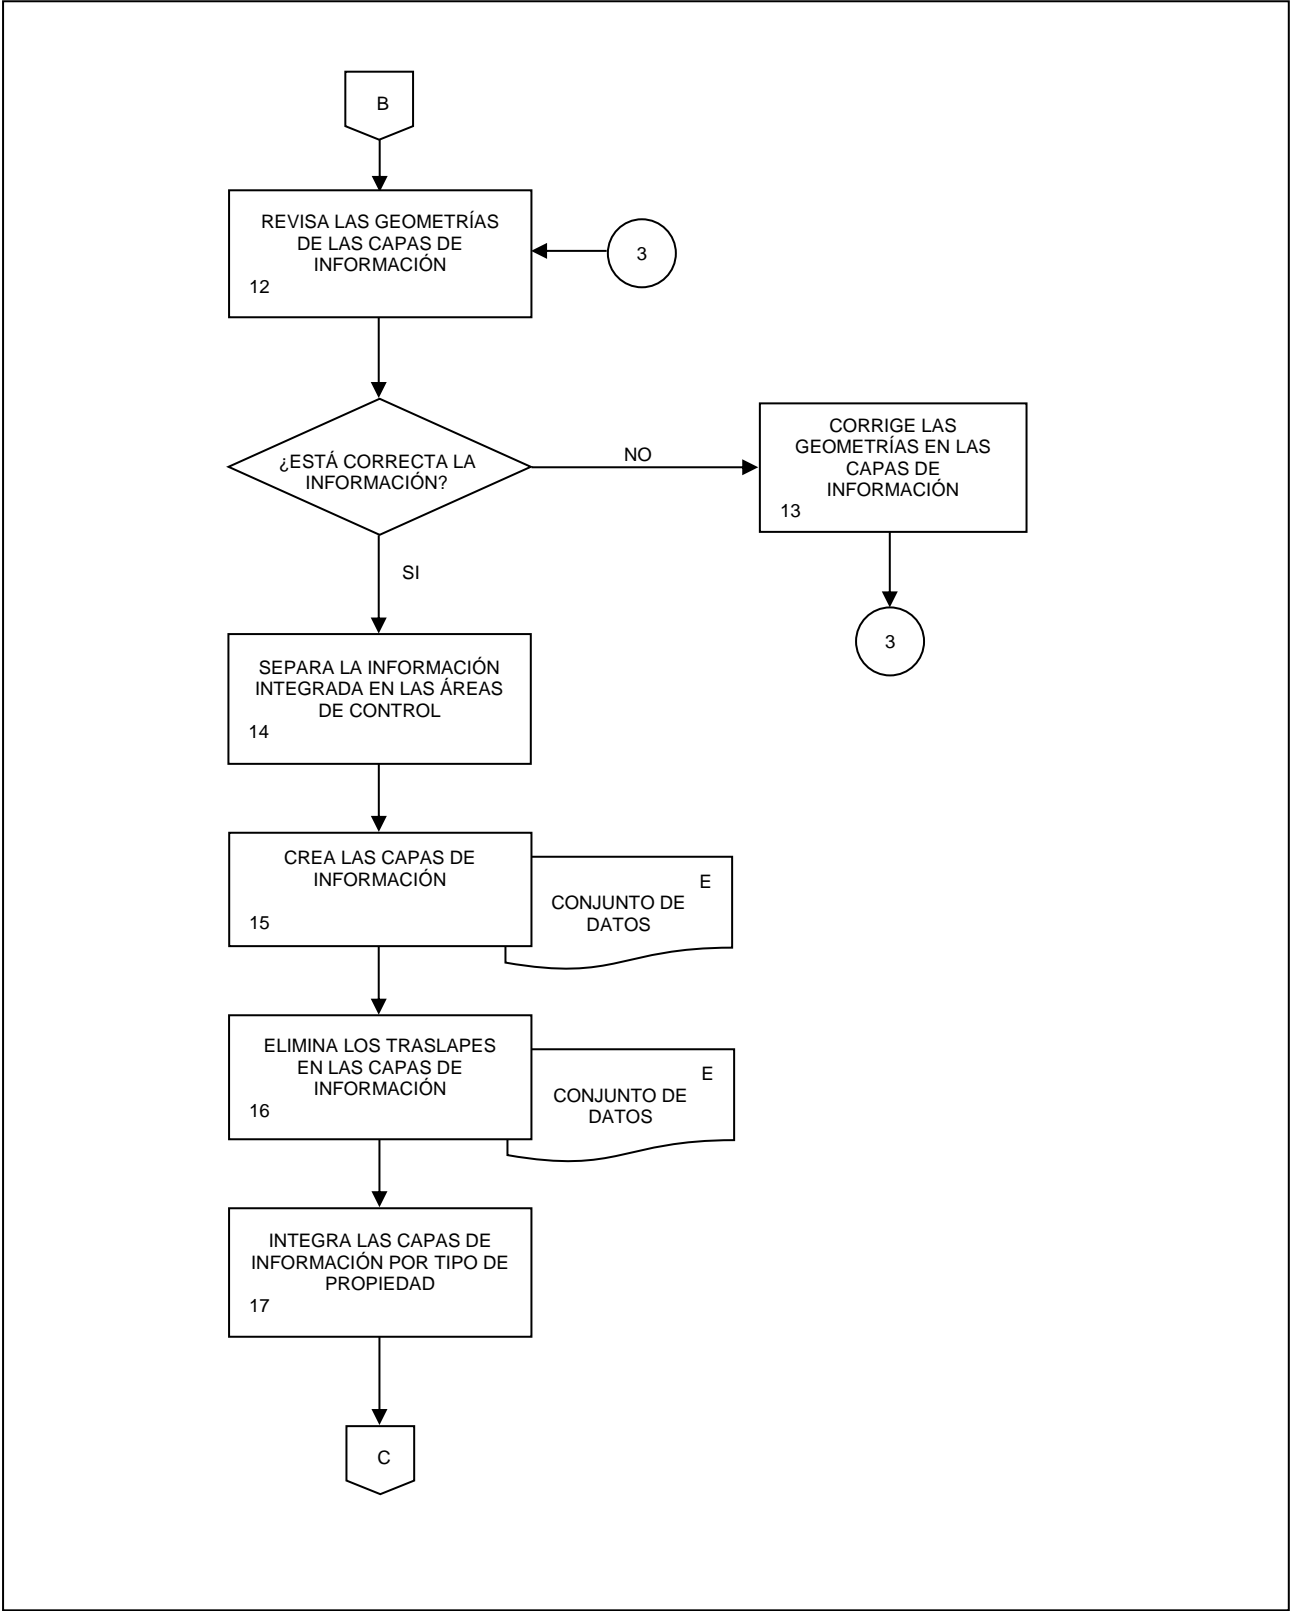 B
REVISA LAS GEOMETRÍAS
DE LAS CAPAS DE
INFORMACIÓN
12
3
¿ESTÁ CORRECTA LA
INFORMACIÓN?
NO
CORRIGE LAS
GEOMETRÍAS EN LAS
CAPAS DE
INFORMACIÓN
13
3
SI
SEPARA LA INFORMACIÓN
INTEGRADA EN LAS ÁREAS
DE CONTROL
14
CREA LAS CAPAS DE
INFORMACIÓN
15
E
CONJUNTO DE
DATOS
ELIMINA LOS TRASLAPES
EN LAS CAPAS DE
INFORMACIÓN
16
E
CONJUNTO DE
DATOS
INTEGRA LAS CAPAS DE
INFORMACIÓN POR TIPO DE
PROPIEDAD
17
C